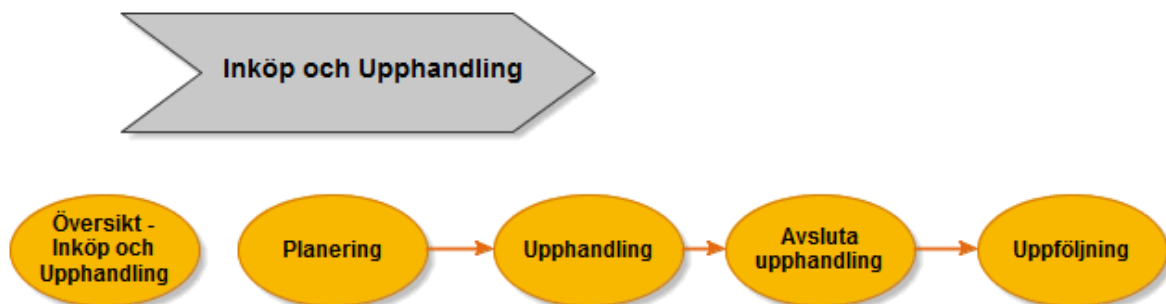 Inköp och Upphandling
Översikt -
Inköp och
Upphandling
Planering
Upphandling
Avsluta
upphandling
Uppföljning